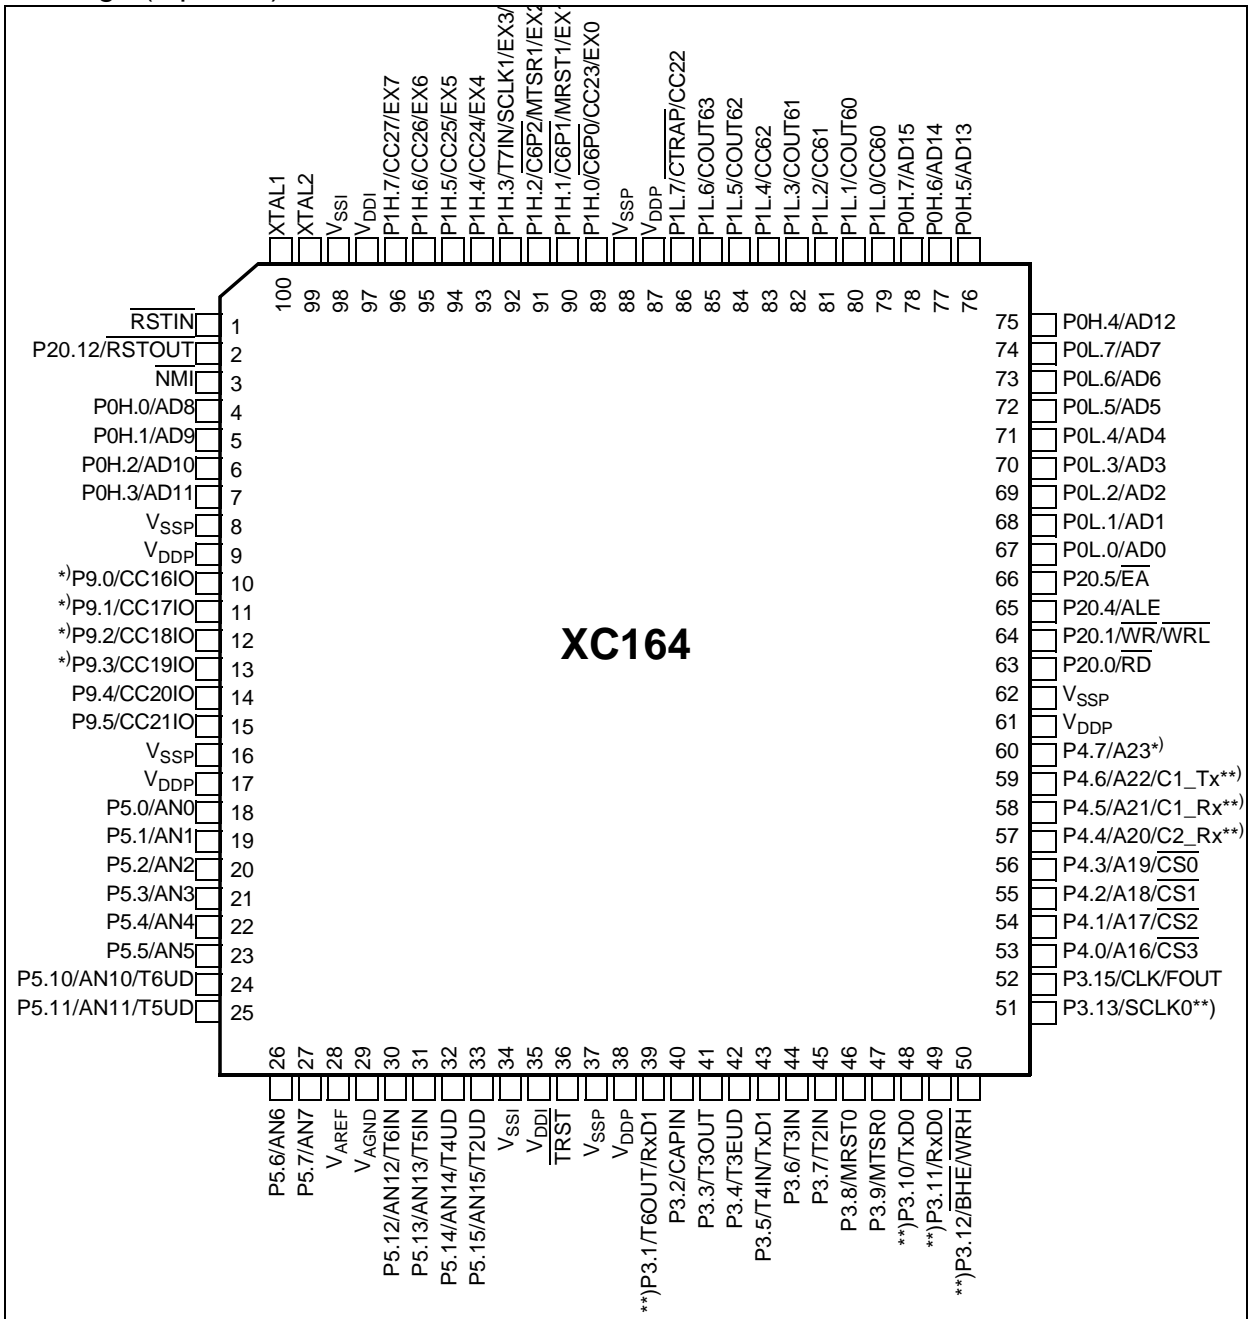 XTAL1
XTAL2
VSSI
VDDI
P1H.7/CC27/EX7
P1H.6/CC26/EX6
P1H.5/CC25/EX5
P1H.4/CC24/EX4
P1H.3/T7IN/SCLK1/EX3/
P1H.2/C6P2/MTSR1/EX2
P1H.1/C6P1/MRST1/EX1
P1H.0/C6P0/CC23/EX0
VSSP
VDDP
P1L.7/CTRAP/CC22
P1L.6/COUT63
P1L.5/COUT62
P1L.4/CC62
P1L.3/COUT61
P1L.2/CC61
P1L.1/COUT60
P1L.0/CC60
P0H.7/AD15
P0H.6/AD14
P0H.5/AD13
100 99 98 97 96 95 94 93 92 91 90 89 88 87 86 85 84 83 82 81 80 79 78 77 76
RSTIN 1
P20.12/RSTOUT 2
NMI 3
P0H.0/AD8 4
P0H.1/AD9 5
P0H.2/AD10 6
P0H.3/AD11 7
VSSP 8
VDDP 9
*)P9.0/CC16IO 10
*)P9.1/CC17IO 11
*)P9.2/CC18IO 12
*)P9.3/CC19IO 13
P9.4/CC20IO 14
P9.5/CC21IO 15
VSSP 16
VDDP 17
P5.0/AN0 18
P5.1/AN1 19
P5.2/AN2 20
P5.3/AN3 21
P5.4/AN4 22
P5.5/AN5 23
P5.10/AN10/T6UD 24
P5.11/AN11/T5UD 25
XC164
75 P0H.4/AD12
74 P0L.7/AD7
73 P0L.6/AD6
72 P0L.5/AD5
71 P0L.4/AD4
70 P0L.3/AD3
69 P0L.2/AD2
68 P0L.1/AD1
67 P0L.0/AD0
66 P20.5/EA
65 P20.4/ALE
64 P20.1/WR/WRL
63 P20.0/RD
62 VSSP
61 VDDP
60 P4.7/A23*)
59 P4.6/A22/C1_Tx**)
58 P4.5/A21/C1_Rx**)
57 P4.4/A20/C2_Rx**)
56 P4.3/A19/CS0
55 P4.2/A18/CS1
54 P4.1/A17/CS2
53 P4.0/A16/CS3
52 P3.15/CLK/FOUT
51 P3.13/SCLK0**)
26 27 28 29 30 31 32 33 34 35 36 37 38 39 40 41 42 43 44 45 46 47 48 49 50
P5.6/AN6
P5.7/AN7
VAREF
VAGND
P5.12/AN12/T6IN
P5.13/AN13/T5IN
P5.14/AN14/T4UD
P5.15/AN15/T2UD
VSSI
VDDI
TRST
VSSP
VDDP
**)P3.1/T6OUT/RxD1
P3.2/CAPIN
P3.3/T3OUT
P3.4/T3EUD
P3.5/T4IN/TxD1
P3.6/T3IN
P3.7/T2IN
P3.8/MRST0
P3.9/MTSR0
**)P3.10/TxD0
**)P3.11/RxD0
**)P3.12/BHE/WRH